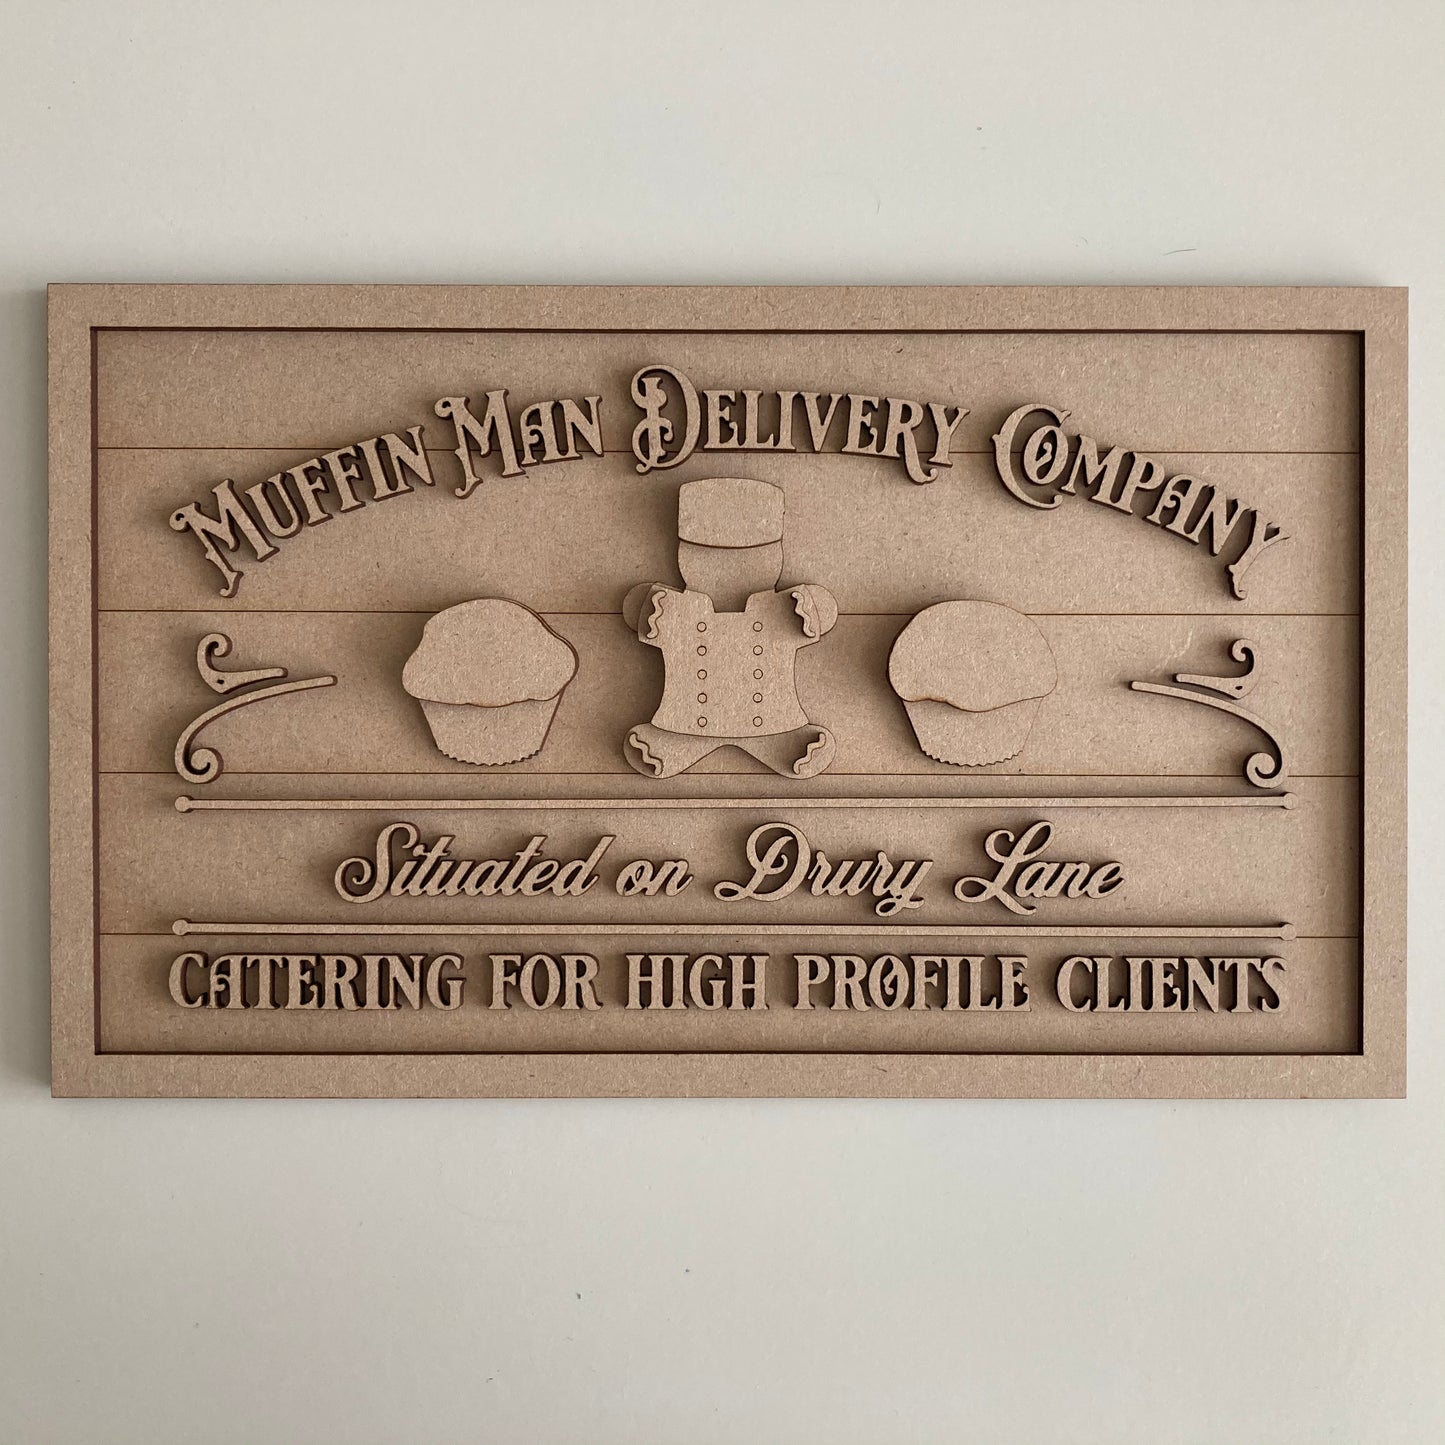 Muffin Man Delivery Company
Situated on Drury Lane
CATERING FOR HIGH PROFILE CLIENTS